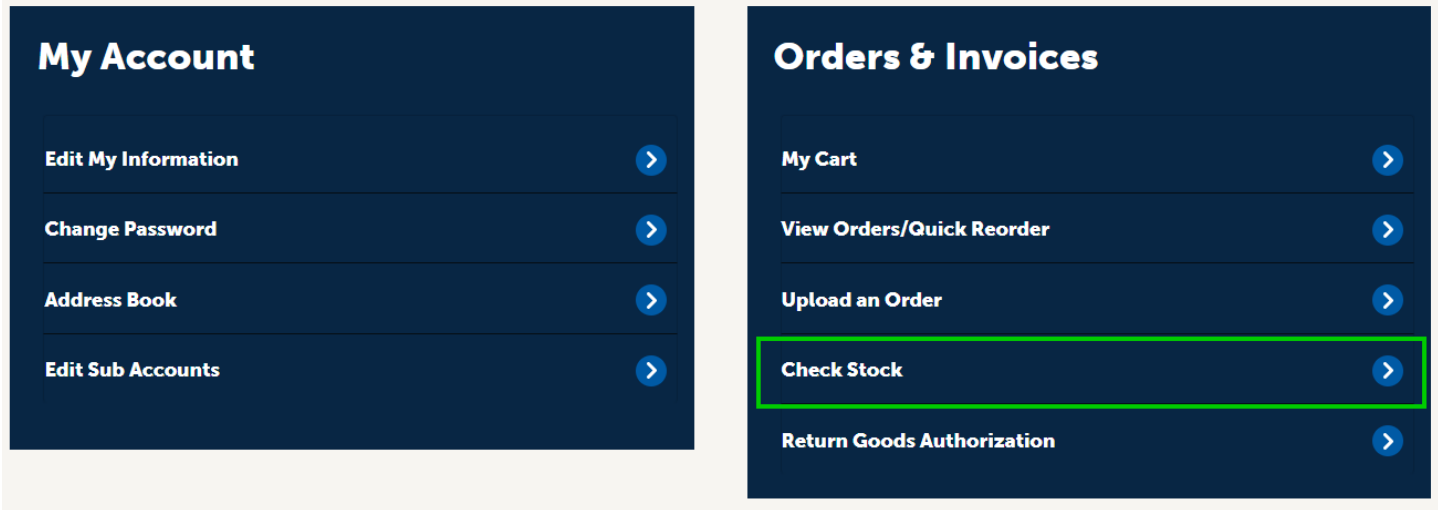 My Account
Edit My Information
Change Password
Address Book
Edit Sub Accounts
Orders & Invoices
My Cart
View Orders/Quick Reorder
Upload an Order
Check Stock
Return Goods Authorization